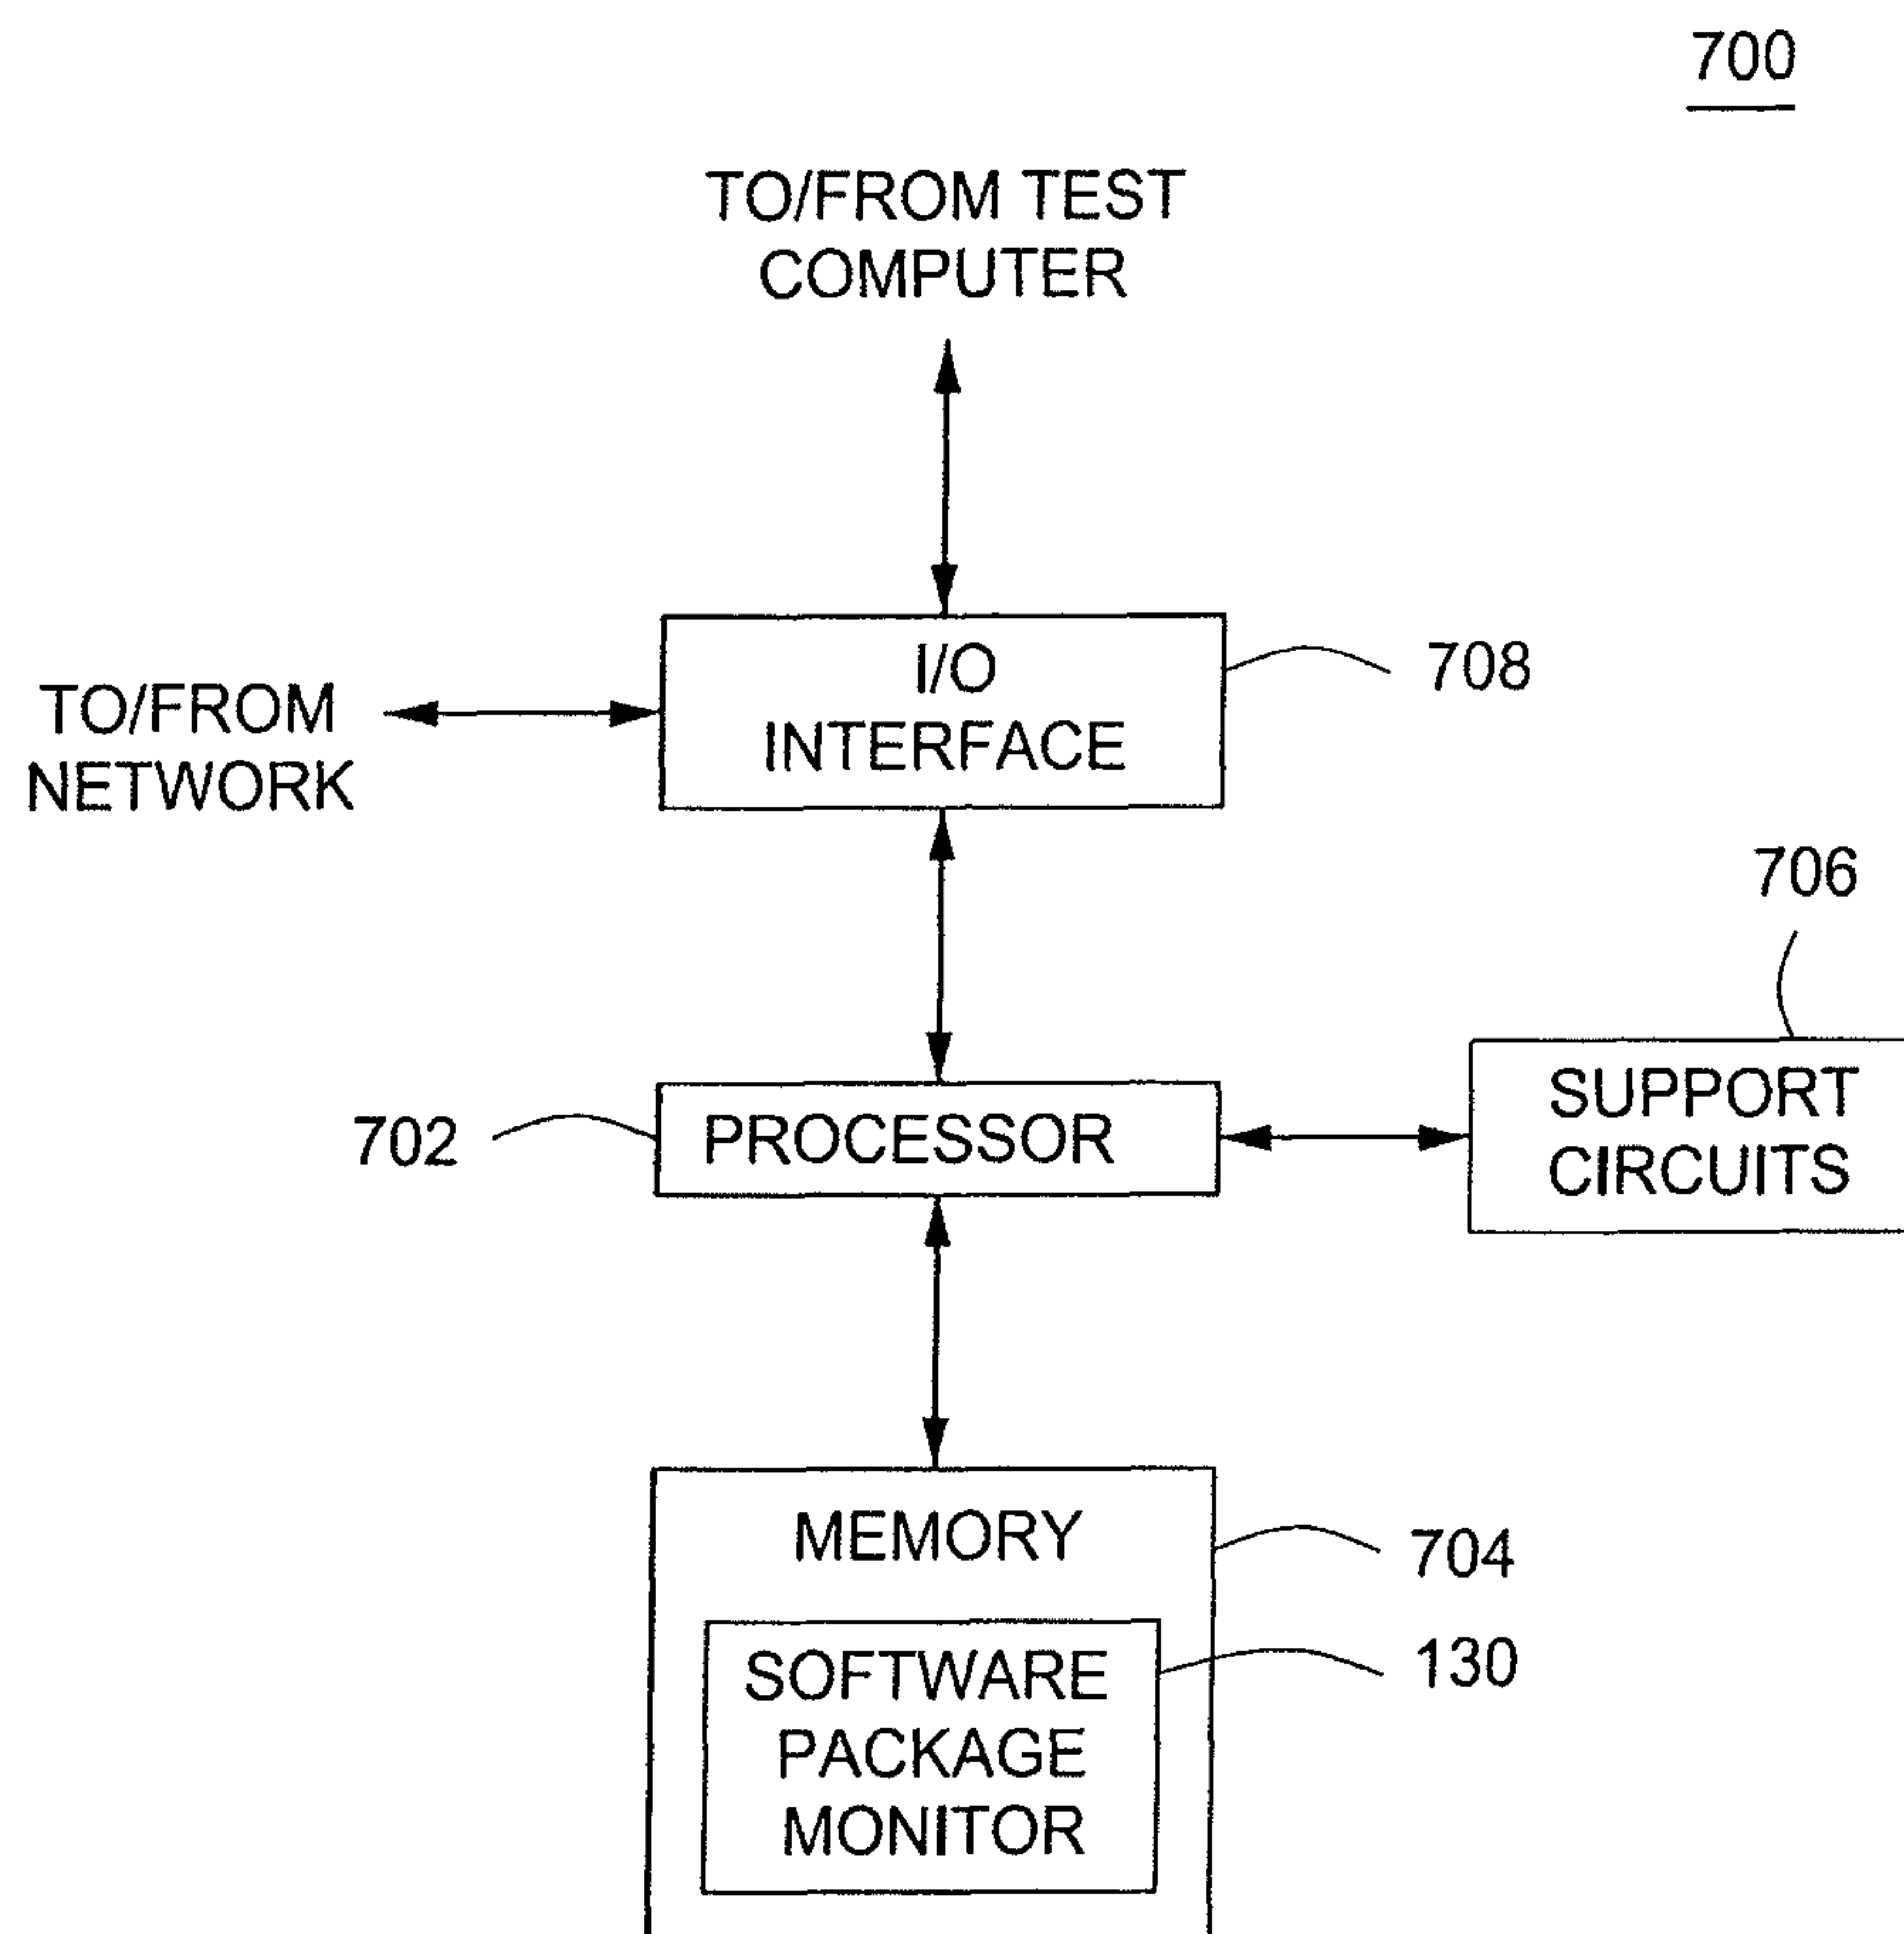 700
TO/FROM TEST
COMPUTER
I/O
INTERFACE
708
TO/FROM
NETWORK
706
702
PROCESSOR
SUPPORT
CIRCUITS
MEMORY
704
SOFTWARE
PACKAGE
MONITOR
130